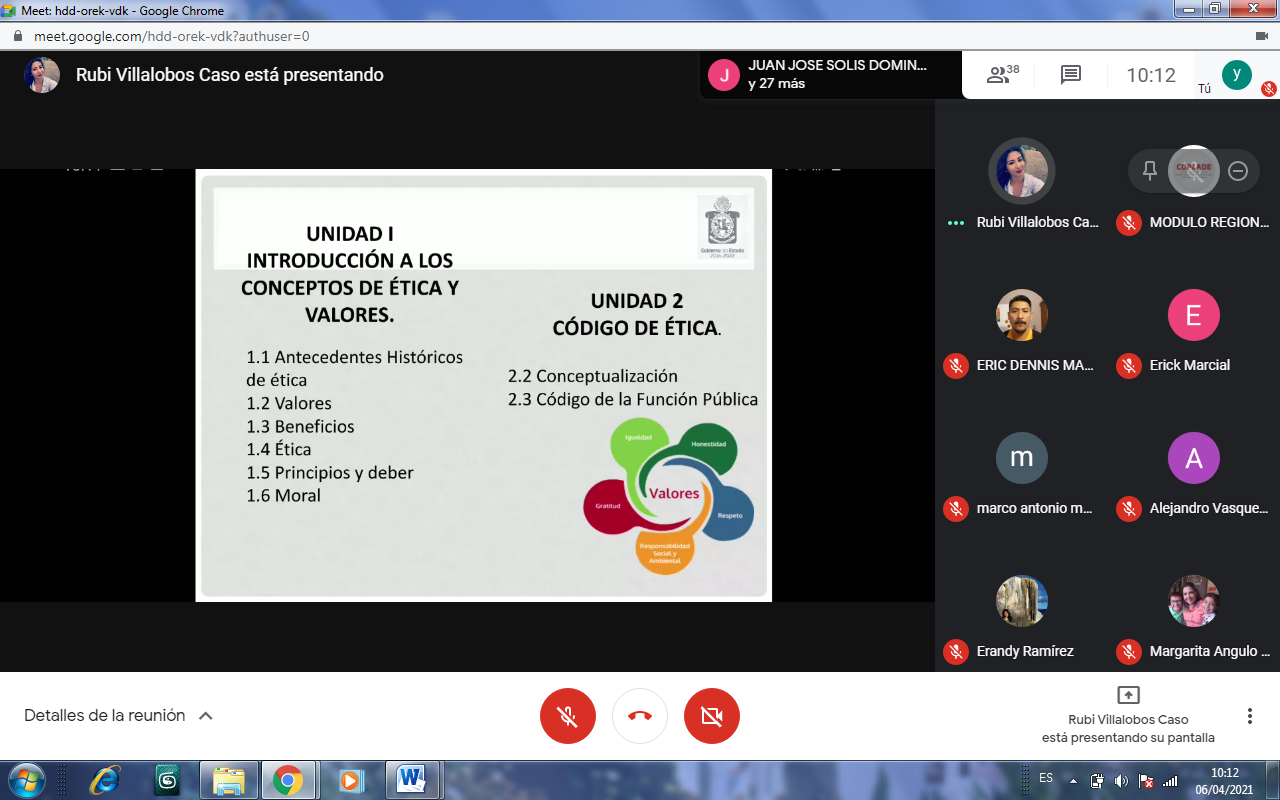 Meet: hdd-orek-vdk - Google Chrome
meet.google.com/hdd-orek-vdk?authuser=0
Rubi Villalobos Caso está presentando
J
JUAN JOSE SOLIS DOMIN...
y 27 más
38
10:12
Tú
y
UNIDAD I
INTRODUCCIÓN A LOS
CONCEPTOS DE ÉTICA Y
VALORES.
1.1 Antecedentes Históricos
de ética
1.2 Valores
1.3 Beneficios
1.4 Ética
1.5 Principios y deber
1.6 Moral
Gobierno del Estado
2016-2022
UNIDAD 2
CÓDIGO DE ÉTICA.
2.2 Conceptualización
2.3 Código de la Función Pública
Igualdad
Honestidad
Valores
Gratitud
Respeto
Responsabilidad
Social y
Ambiental
Rubi Villalobos Ca...
COPLADE
MODULO REGION...
ERIC DENNIS MA...
E
Erick Marcial
m
marco antonio m...
A
Alejandro Vasque...
Erandy Ramírez
Margarita Angulo ...
Detalles de la reunión
Rubi Villalobos Caso
está presentando su pantalla
ES
10:12
06/04/2021